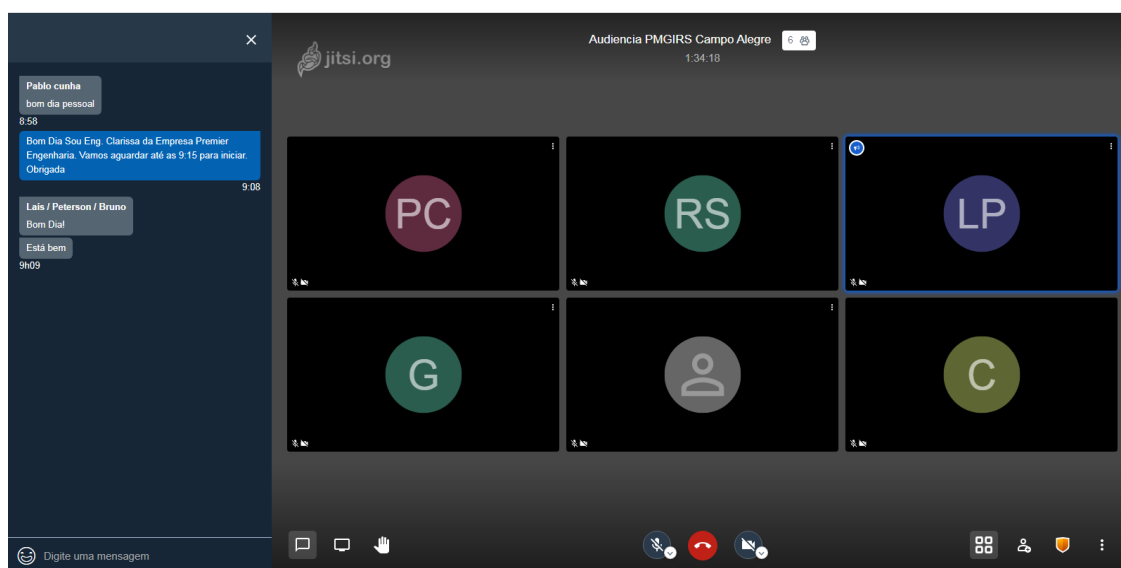 Pablo cunha
bom dia pessoal
8:58
Bom Dia Sou Eng. Clarissa da Empresa Premier
Engenharia. Vamos aguardar até as 9:15 para iniciar.
Obrigada
9:08
Lais / Peterson / Bruno
Bom Dia!
Está bem
9h09
Digite uma mensagem
jitsi.org
Audiencia PMGIRS Campo Alegre 6
1:34:18
PC
RS
LP
G
C